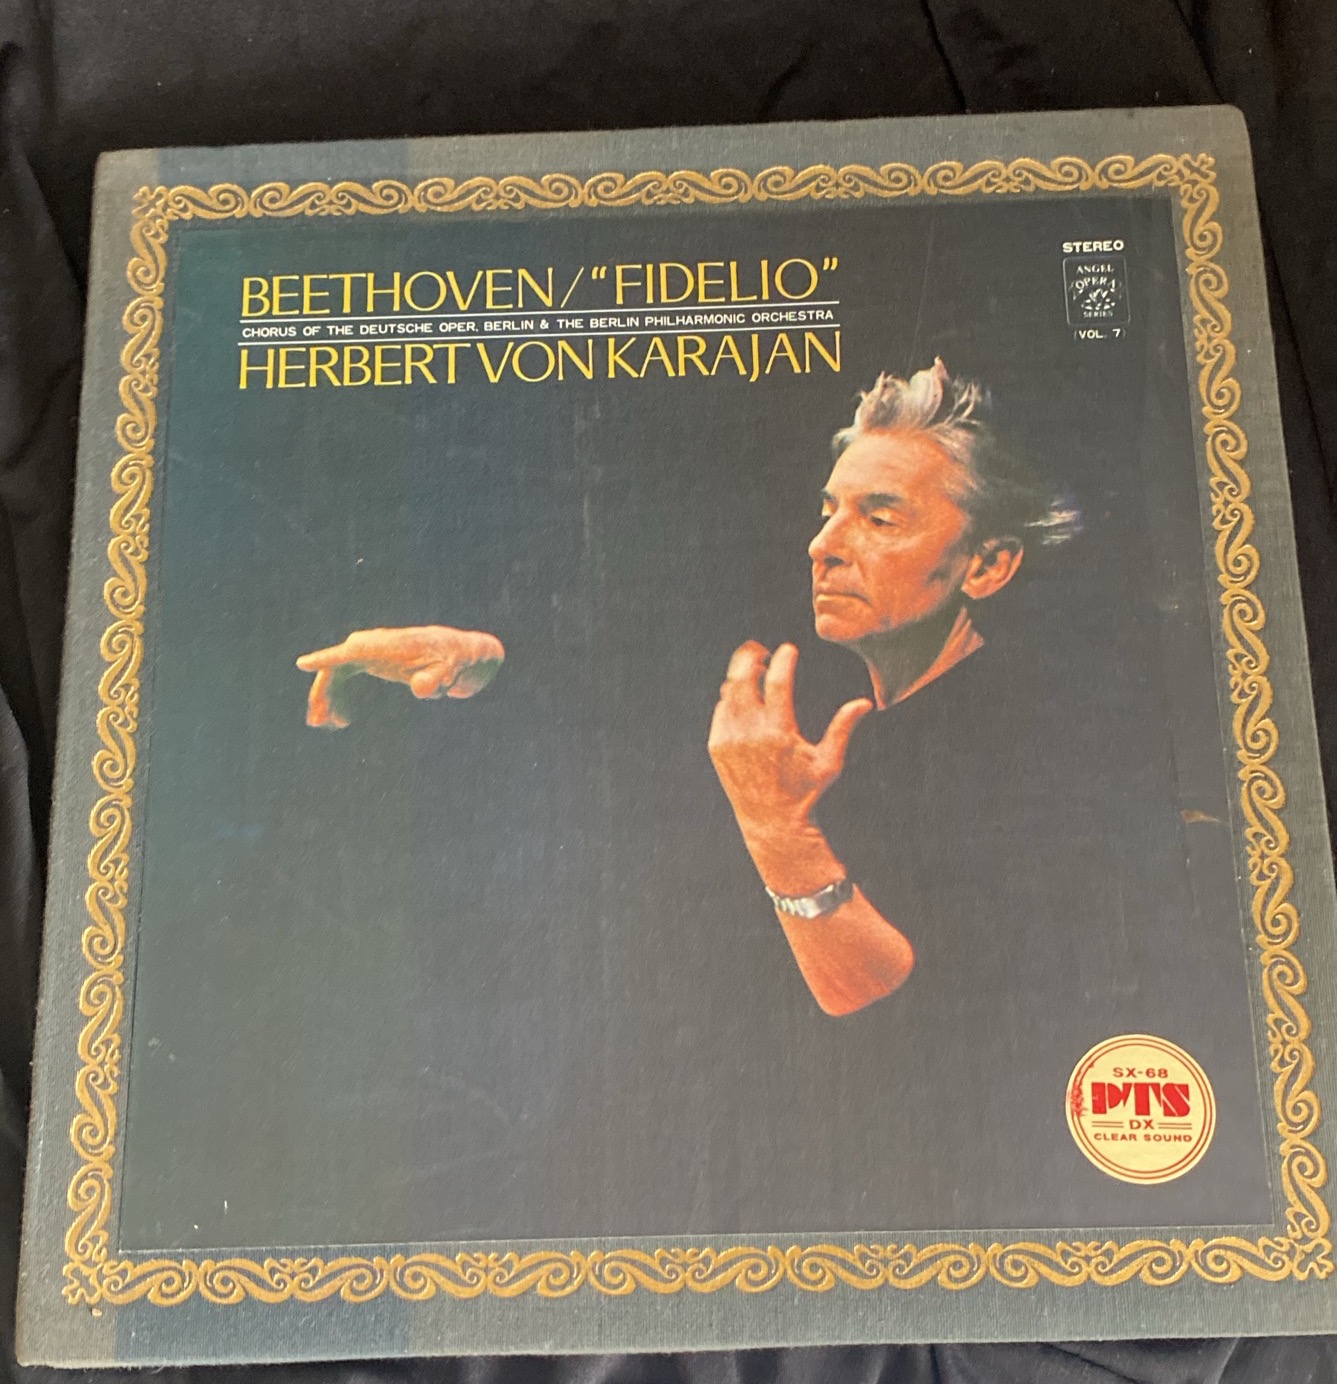 BEETHOVEN/“FIDELIO”
CHORUS OF THE DEUTSCHE OPER, BERLIN & THE BERLIN PHILHARMONIC ORCHESTRA
HERBERT VON KARAJAN
STEREO
ANGEL
OPERA
SERIES
(VOL. 7)
SX-68
PTS
DX
CLEAR SOUND